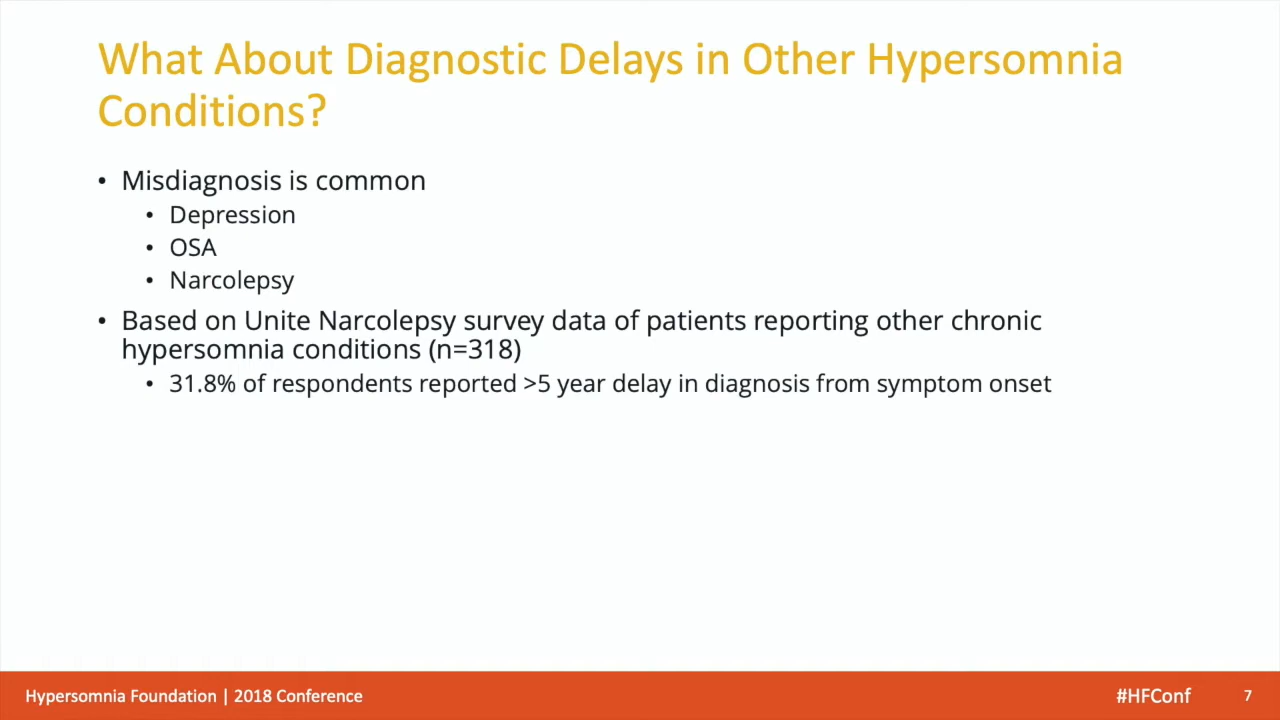 What About Diagnostic Delays in Other Hypersomnia
Conditions?
• Misdiagnosis is common
• Depression
• OSA
• Narcolepsy
• Based on Unite Narcolepsy survey data of patients reporting other chronic
hypersomnia conditions (n=318)
• 31.8% of respondents reported >5 year delay in diagnosis from symptom onset
Hypersomnia Foundation | 2018 Conference
#HFConf
7